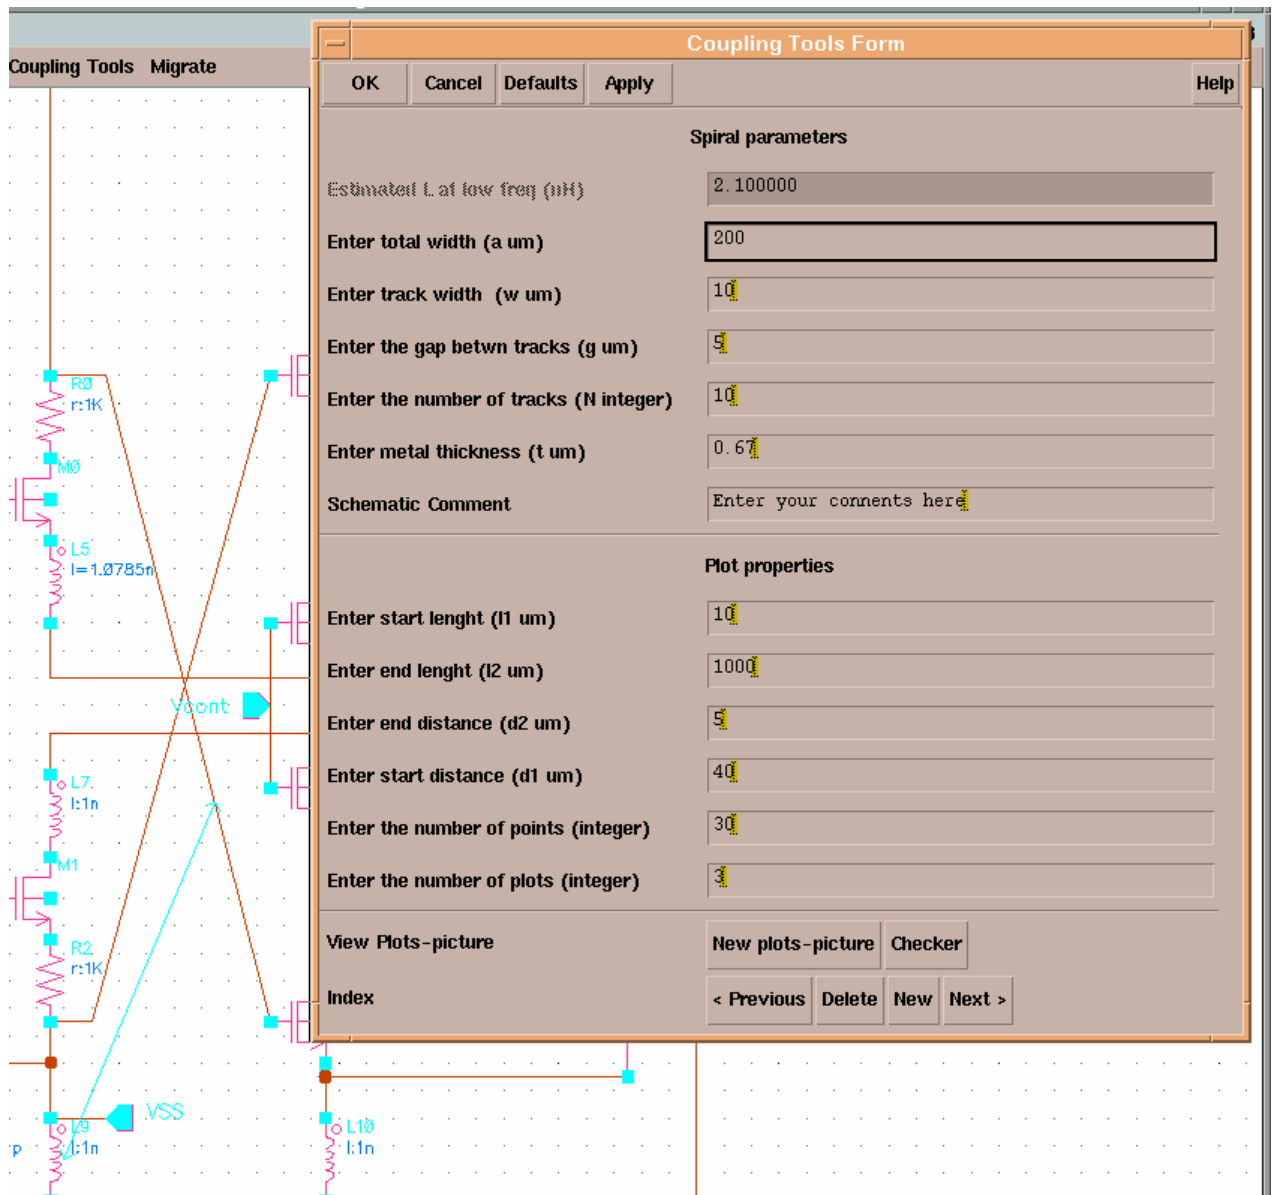 Coupling Tools Form
Coupling Tools Migrate
OK Cancel Defaults Apply Help
Spiral parameters
Estimated L at low freq (nH) 2.100000
Enter total width (a um) 200
Enter track width (w um) 10
Enter the gap betwn tracks (g um) 5
Enter the number of tracks (N integer) 10
Enter metal thickness (t um) 0.67
Schematic Comment Enter your connents here
Plot properties
Enter start lenght (l1 um) 10
Enter end lenght (l2 um) 1000
Enter end distance (d2 um) 5
Enter start distance (d1 um) 40
Enter the number of points (integer) 30
Enter the number of plots (integer) 3
View Plots-picture New plots-picture Checker
Index < Previous Delete New Next >
R0
r:1K
M0
L5
l=1.0785n
Vcont
L7
l:1n
M1
R2
r:1K
VSS
L9
p l:1n
L10
l:1n